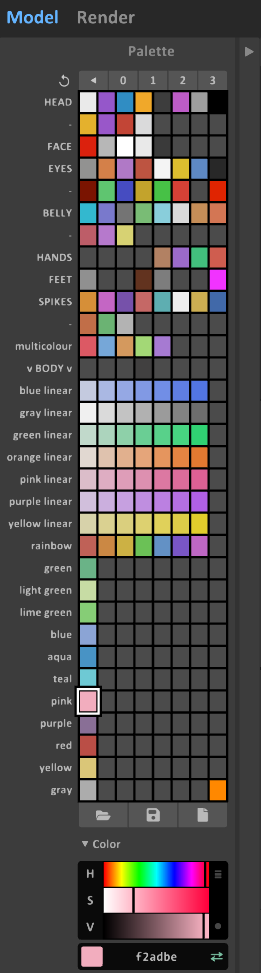 Model Render
Palette
0 1 2 3
HEAD
-
FACE
EYES
-
BELLY
-
HANDS
FEET
SPIKES
-
multicolour
v BODY v
blue linear
gray linear
green linear
orange linear
pink linear
purple linear
yellow linear
rainbow
green
light green
lime green
blue
aqua
teal
pink
purple
red
yellow
gray
Color
H
S
V
f2adbe